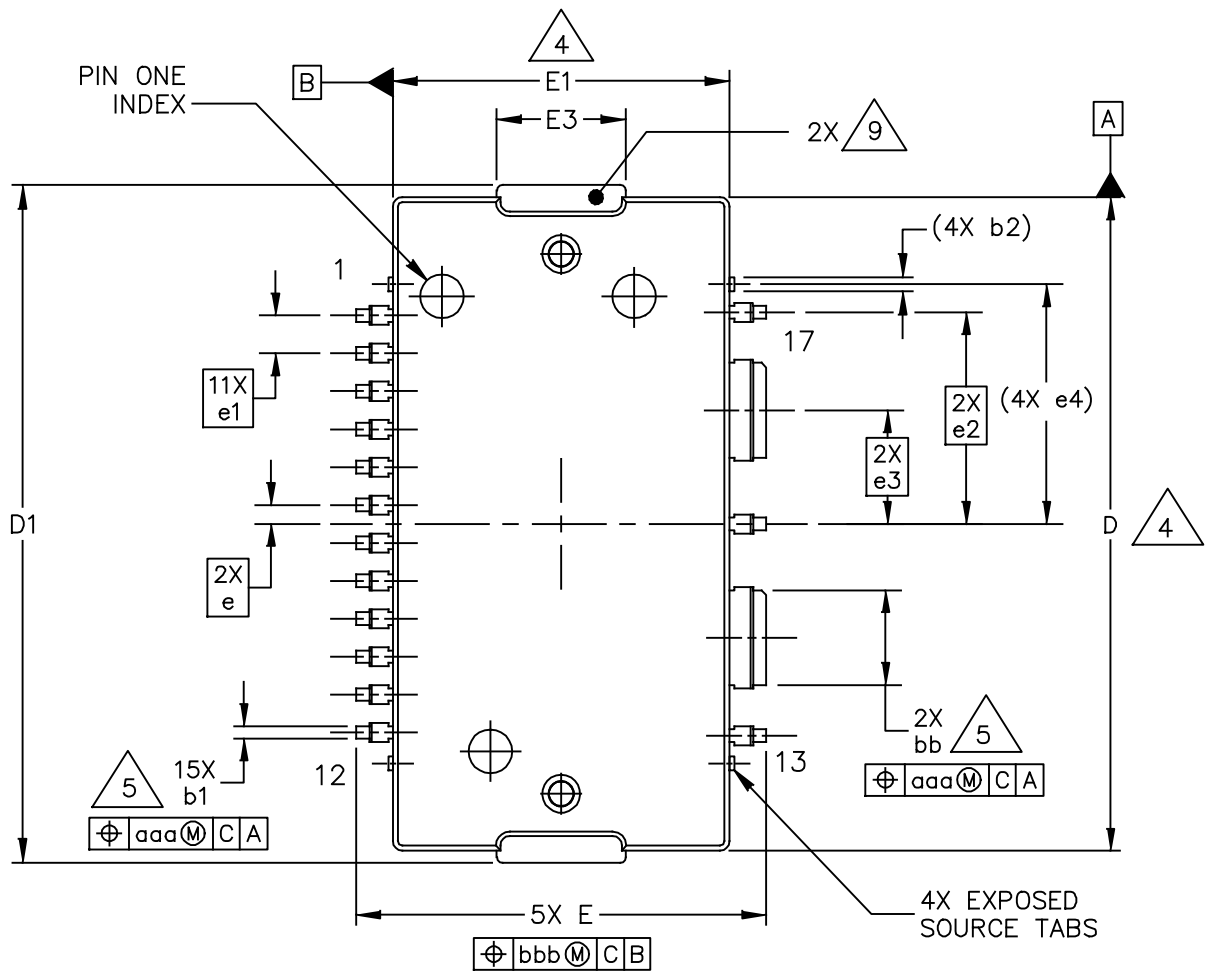 4
PIN ONE
INDEX
B
E1
E3
2X 9
A
(4X b2)
1
17
11X
e1
2X
e2
(4X e4)
2X
e3
D1
D 4
2X
e
2X
bb 5
5 15X
b1
12
13
⌖ aaa Ⓜ C A
⌖ aaa Ⓜ C A
4X EXPOSED
SOURCE TABS
5X E
⌖ bbb Ⓜ C B